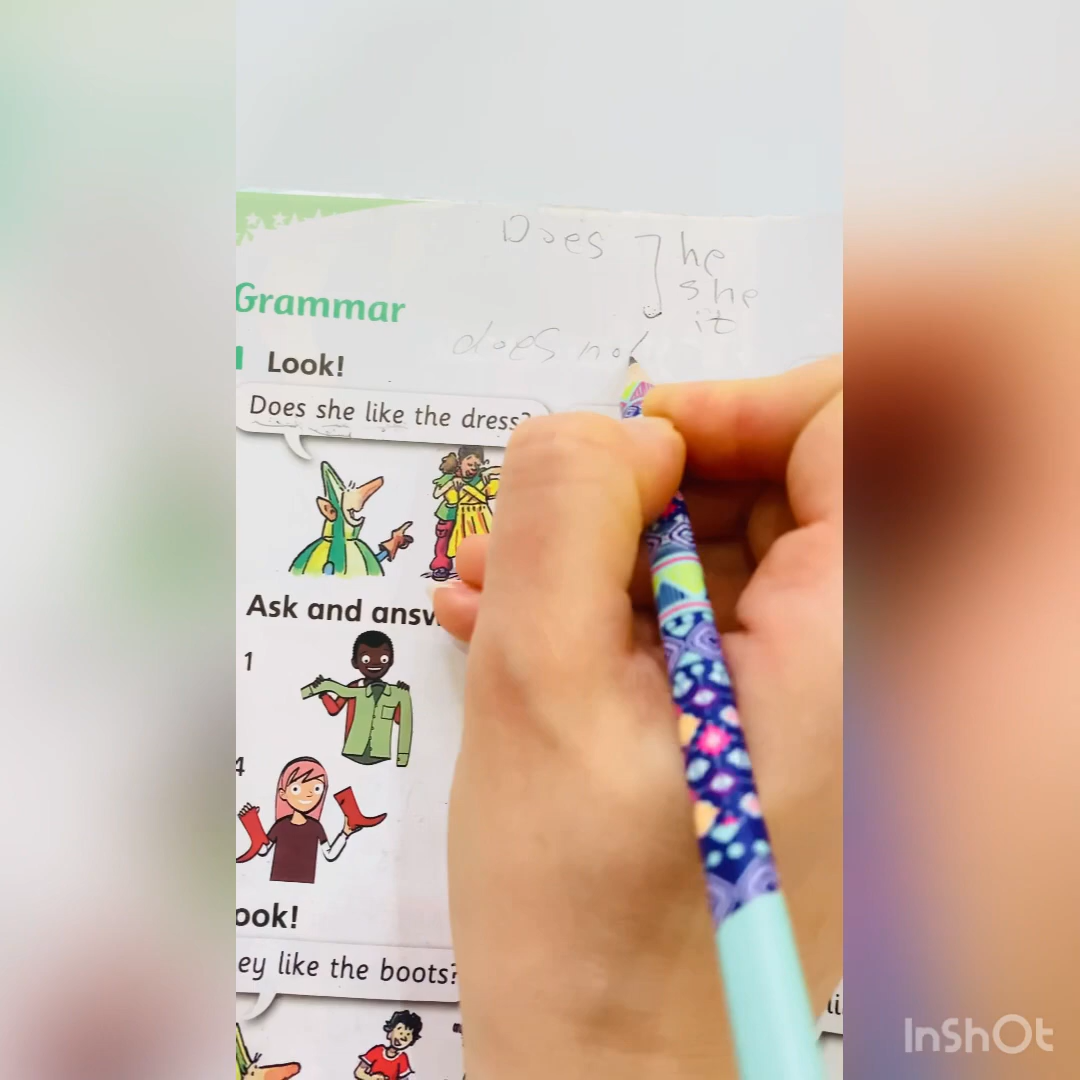 Does ] he
she
it
Grammar
does not
Look!
Does she like the dress?
Ask and answ
1
4
ook!
ey like the boots?
li
InShOt